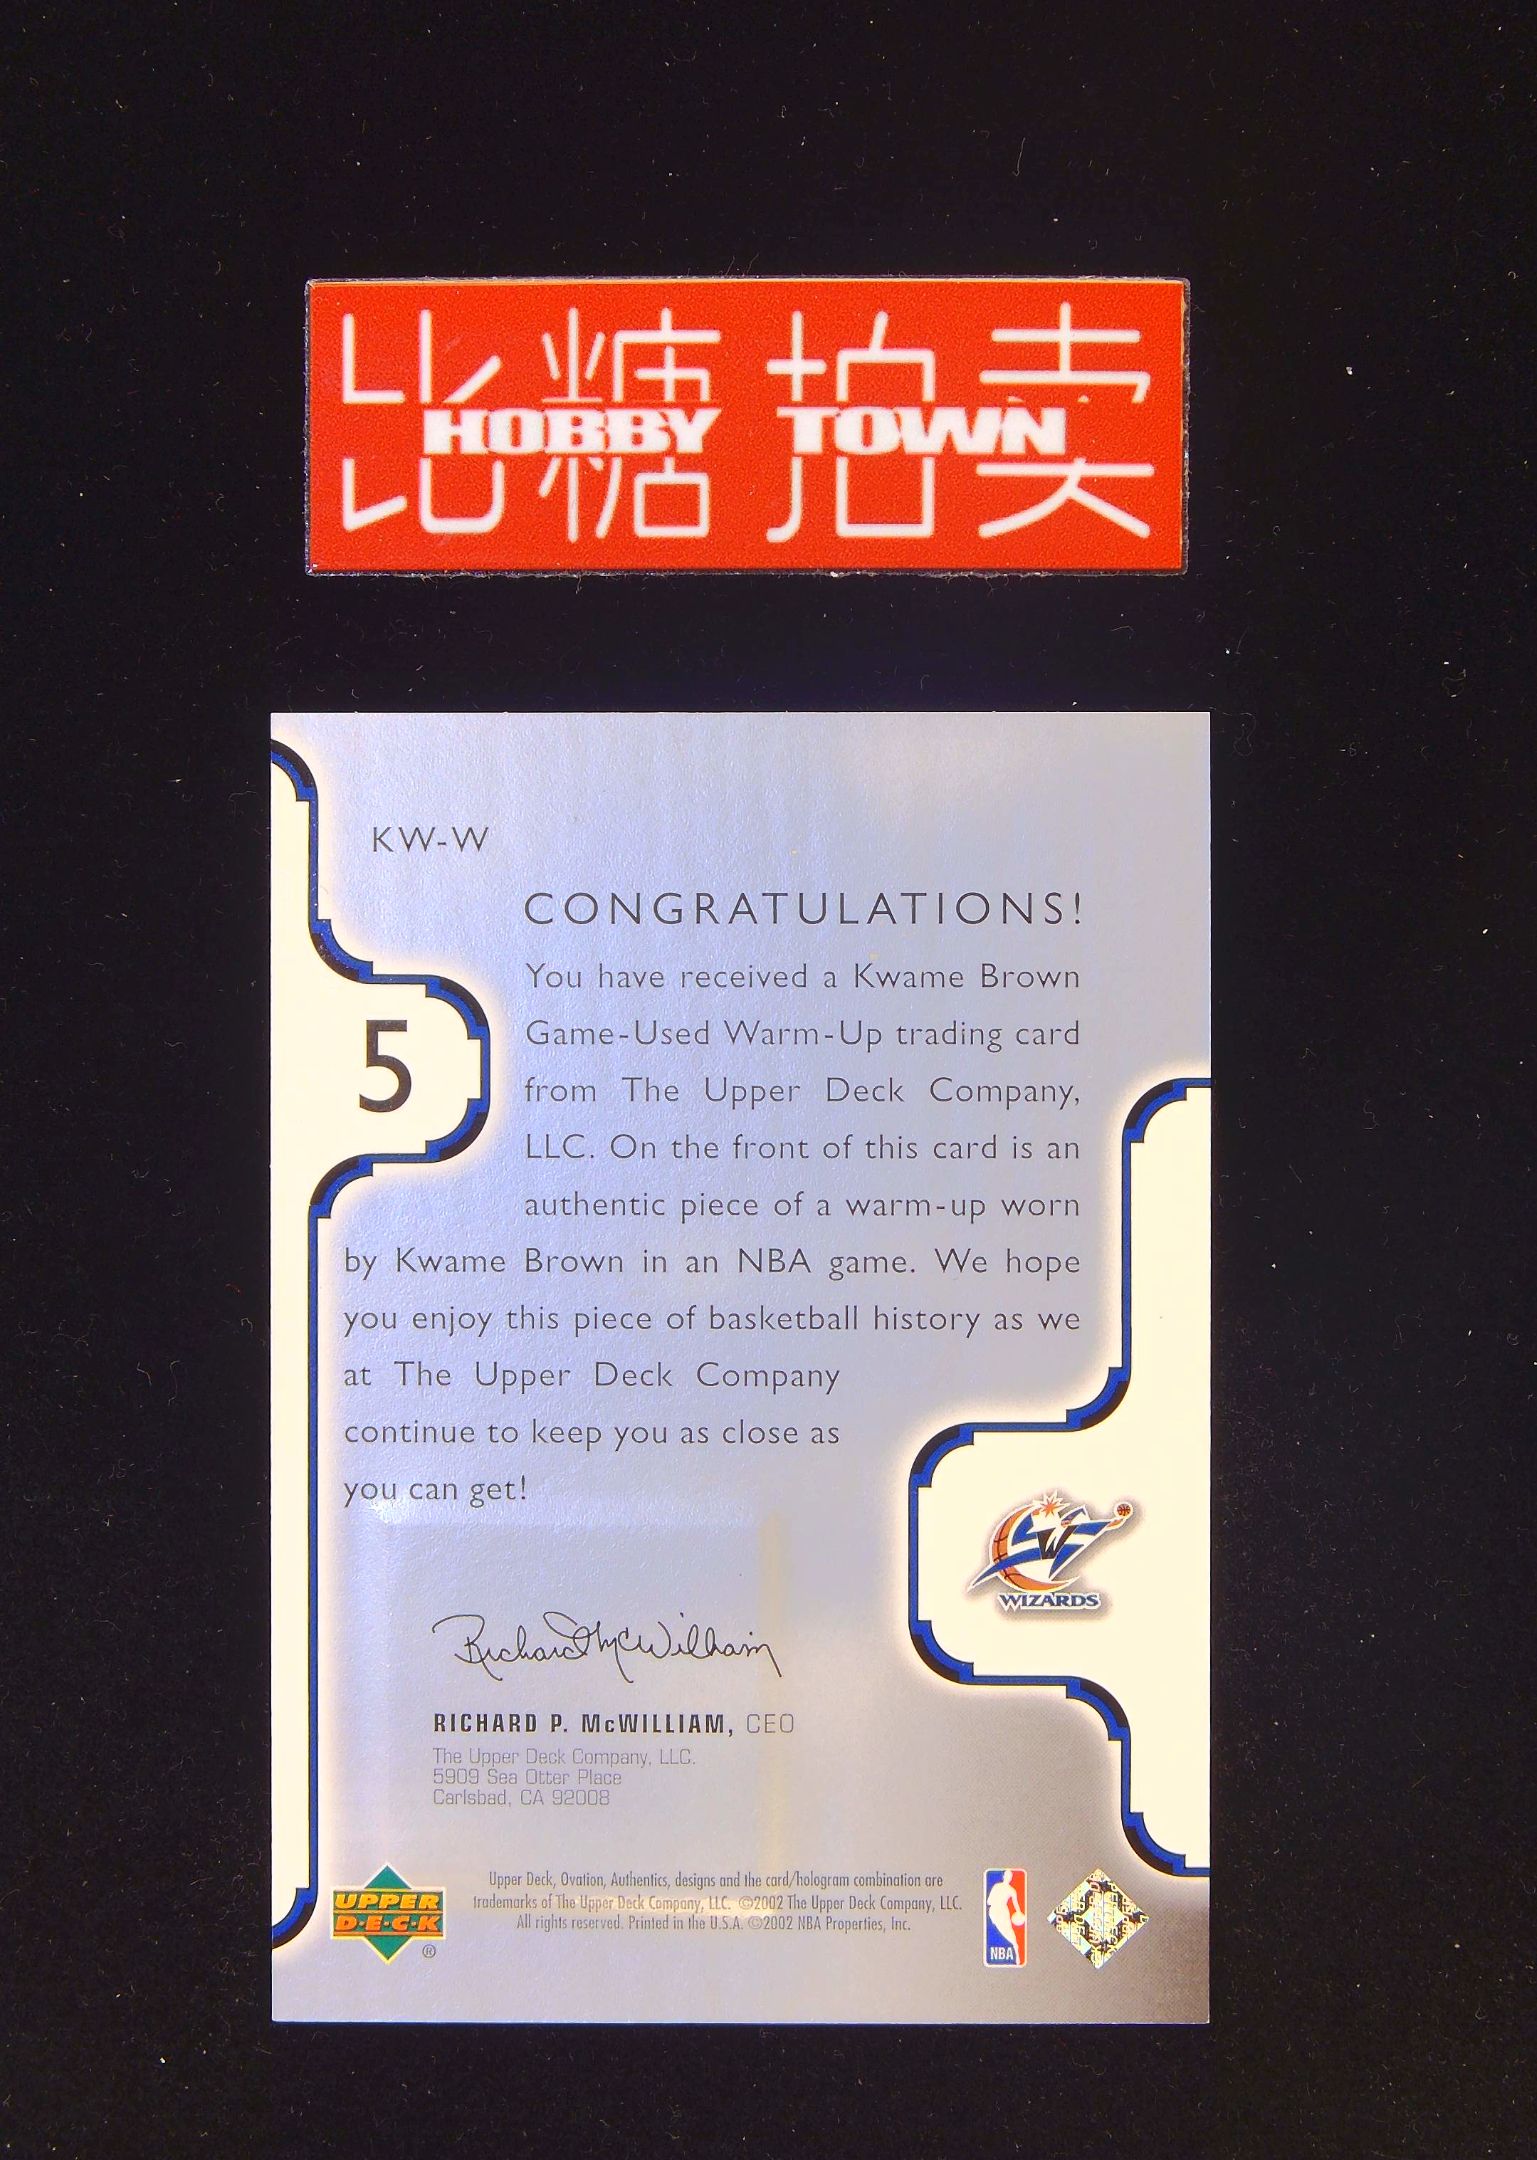 比糖拍卖
HOBBY TOWN
KW-W
CONGRATULATIONS!
You have received a Kwame Brown
Game-Used Warm-Up trading card
from The Upper Deck Company,
LLC. On the front of this card is an
authentic piece of a warm-up worn
by Kwame Brown in an NBA game. We hope
you enjoy this piece of basketball history as we
at The Upper Deck Company
continue to keep you as close as
you can get!
5
WIZARDS
Richard McWilliam
RICHARD P. McWILLIAM, CEO
The Upper Deck Company, LLC.
5909 Sea Otter Place
Carlsbad, CA 92008
UPPER
D·E·C·K
®
Upper Deck, Ovation, Authentics, designs and the card/hologram combination are
trademarks of The Upper Deck Company, LLC. ©2002 The Upper Deck Company, LLC.
All rights reserved. Printed in the U.S.A. ©2002 NBA Properties, Inc.
NBA